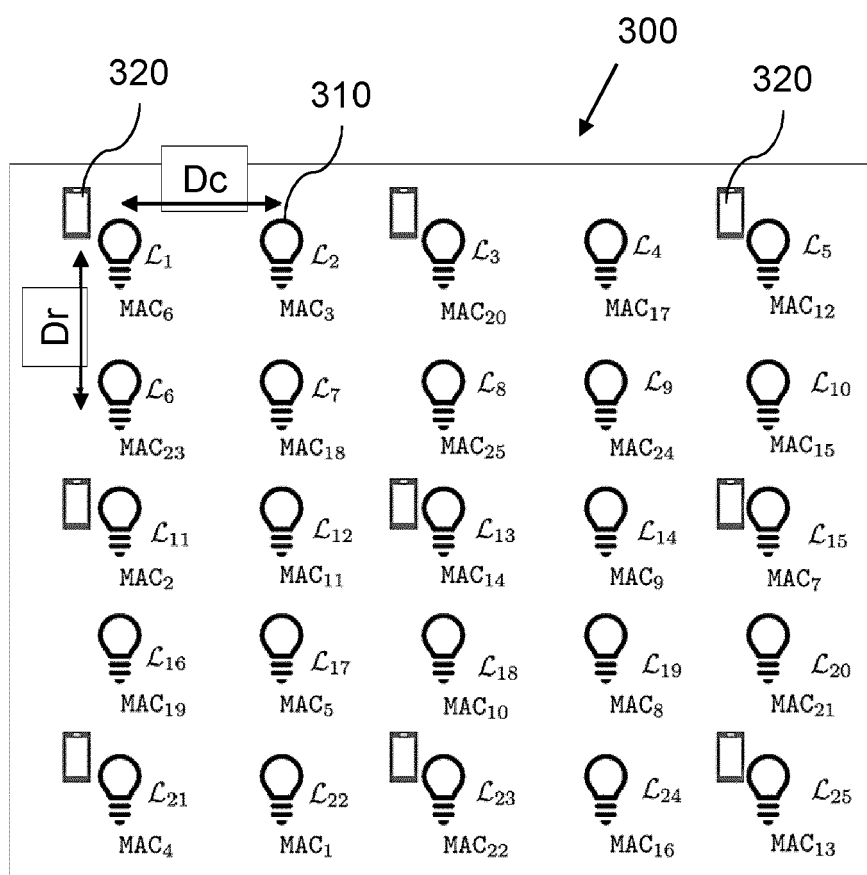 300
320 310 320
Dc
ℒ₁ ℒ₂ ℒ₃ ℒ₄ ℒ₅
MAC₆ MAC₃ MAC₂₀ MAC₁₇ MAC₁₂
Dr
ℒ₆ ℒ₇ ℒ₈ ℒ₉ ℒ₁₀
MAC₂₃ MAC₁₈ MAC₂₅ MAC₂₄ MAC₁₅
ℒ₁₁ ℒ₁₂ ℒ₁₃ ℒ₁₄ ℒ₁₅
MAC₂ MAC₁₁ MAC₁₄ MAC₉ MAC₇
ℒ₁₆ ℒ₁₇ ℒ₁₈ ℒ₁₉ ℒ₂₀
MAC₁₉ MAC₅ MAC₁₀ MAC₈ MAC₂₁
ℒ₂₁ ℒ₂₂ ℒ₂₃ ℒ₂₄ ℒ₂₅
MAC₄ MAC₁ MAC₂₂ MAC₁₆ MAC₁₃